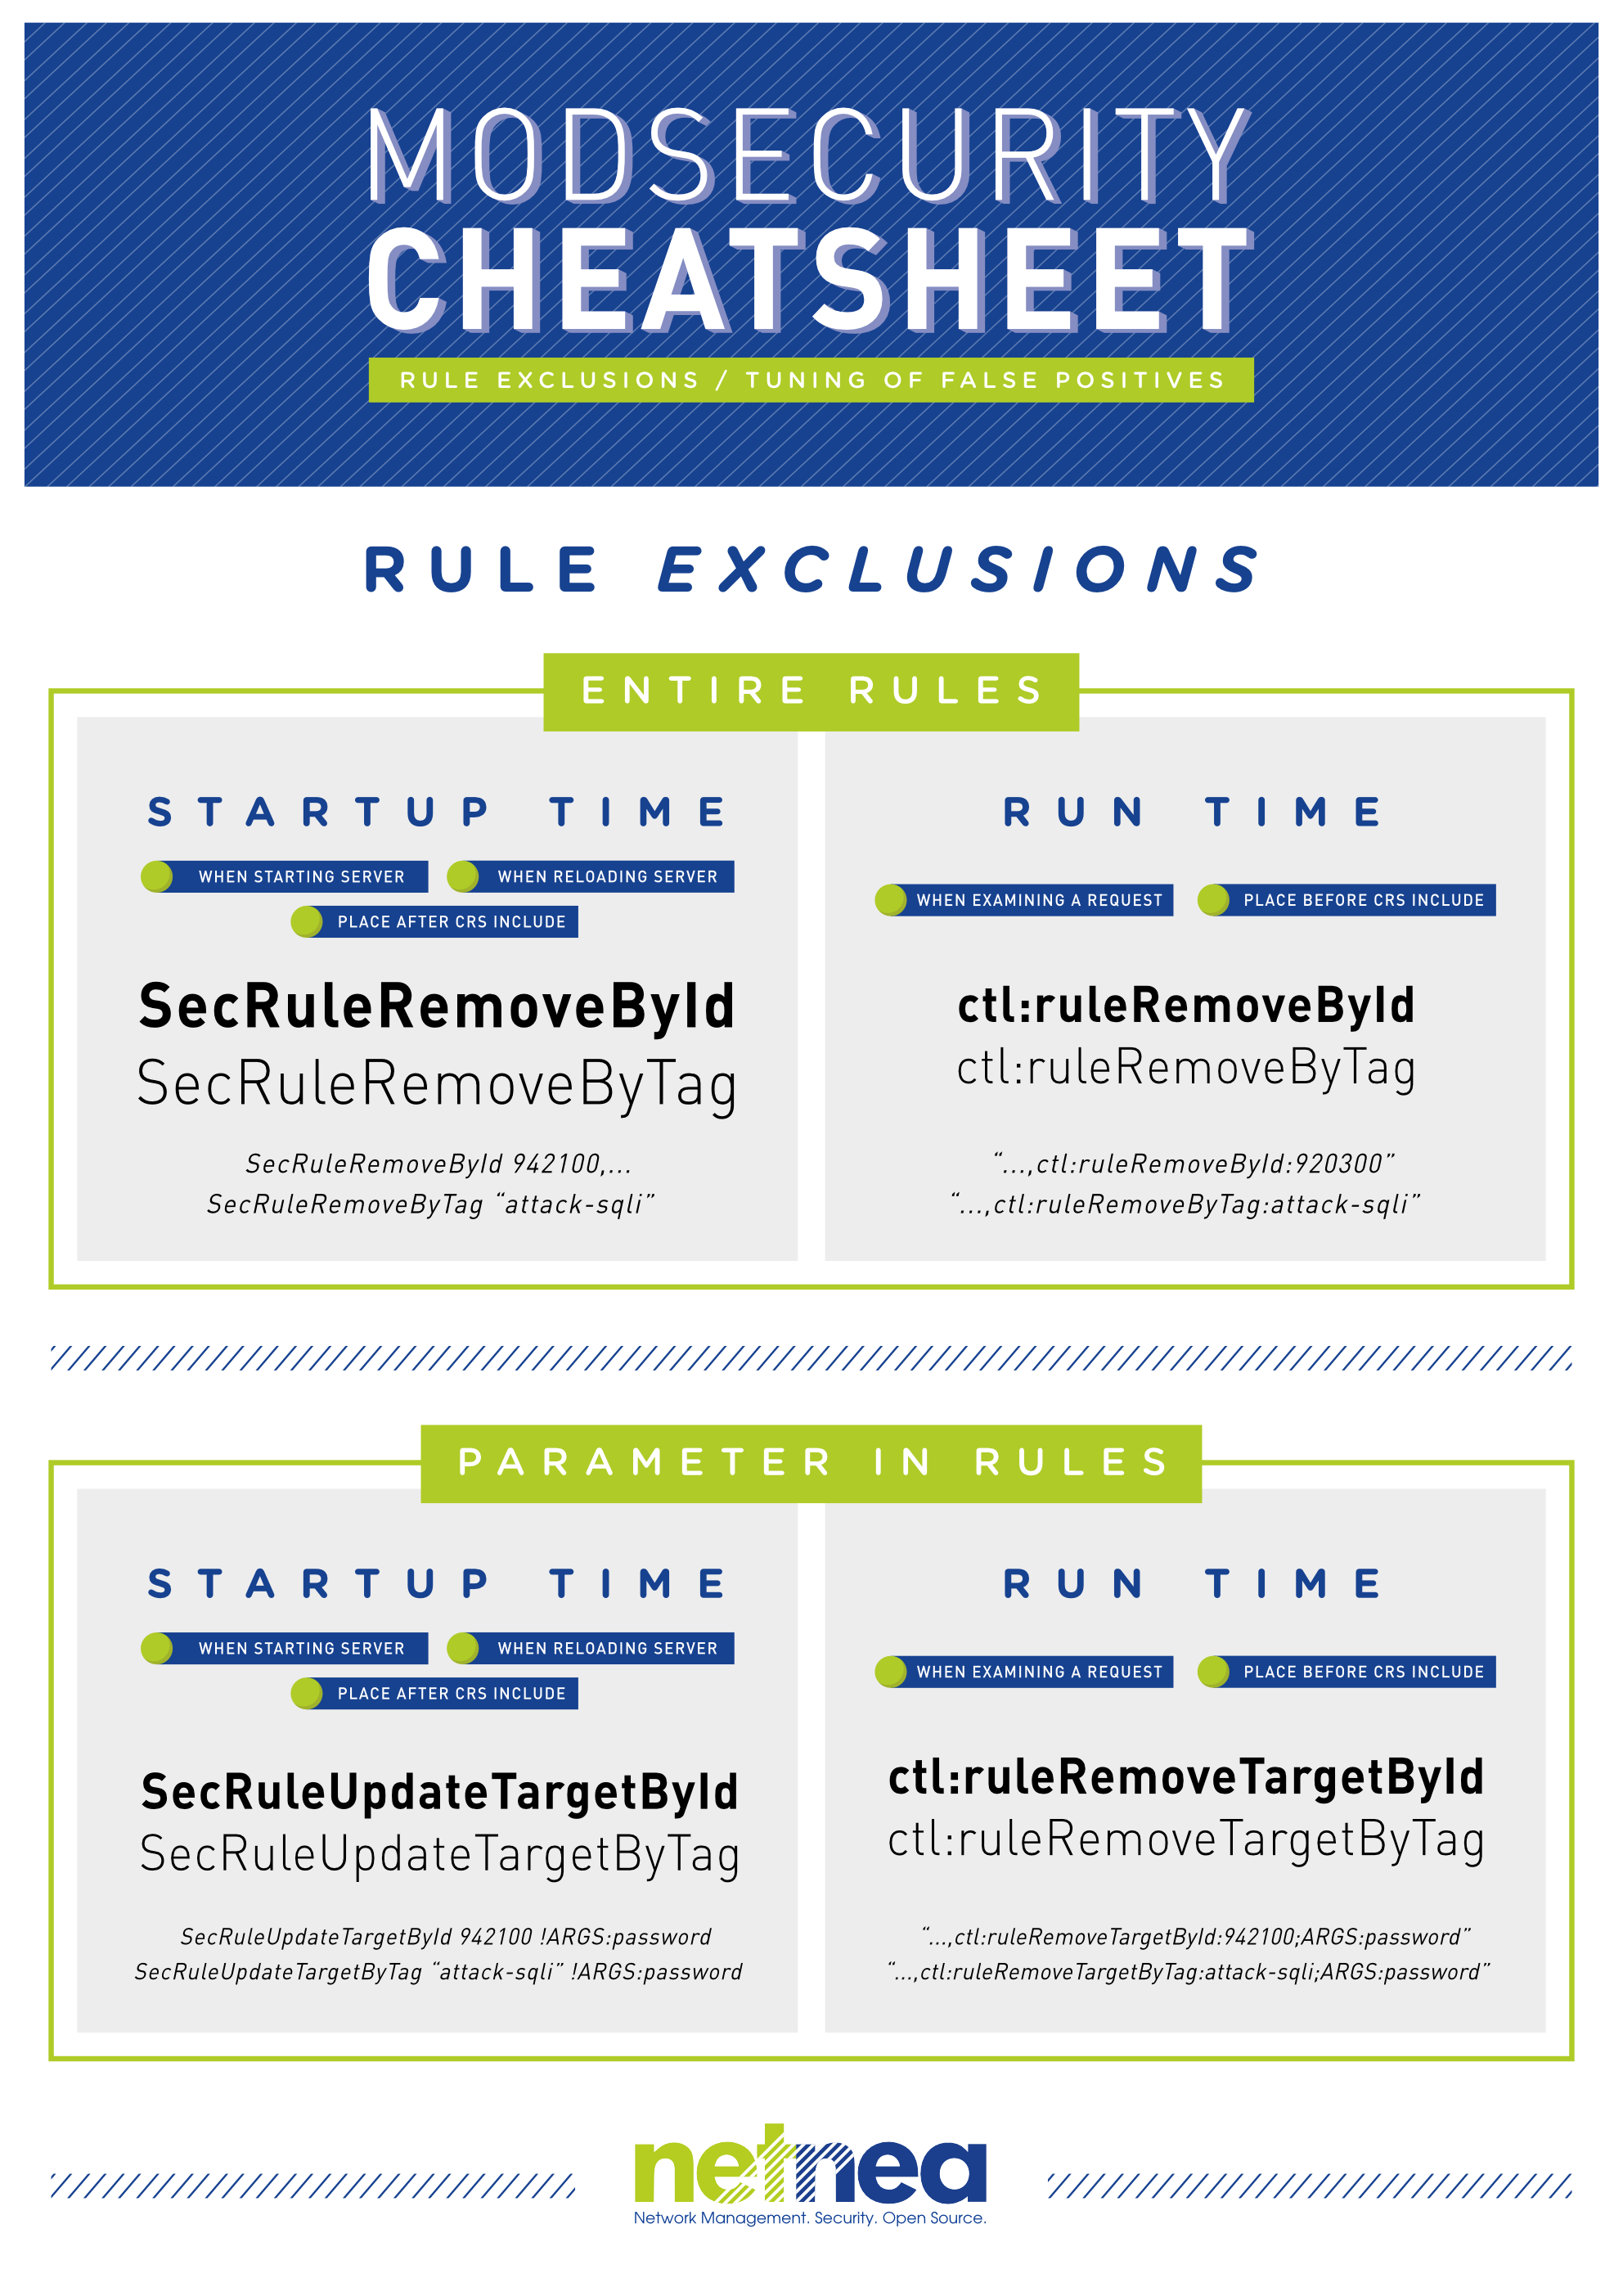 MODSECURITY
CHEATSHEET
RULE EXCLUSIONS / TUNING OF FALSE POSITIVES
RULE EXCLUSIONS
ENTIRE RULES
STARTUP TIME
WHEN STARTING SERVER
WHEN RELOADING SERVER
PLACE AFTER CRS INCLUDE
SecRuleRemoveById
SecRuleRemoveByTag
SecRuleRemoveById 942100,...
SecRuleRemoveByTag “attack-sqli”
RUN TIME
WHEN EXAMINING A REQUEST
PLACE BEFORE CRS INCLUDE
ctl:ruleRemoveById
ctl:ruleRemoveByTag
“...,ctl:ruleRemoveById:920300”
“...,ctl:ruleRemoveByTag:attack-sqli”
PARAMETER IN RULES
STARTUP TIME
WHEN STARTING SERVER
WHEN RELOADING SERVER
PLACE AFTER CRS INCLUDE
SecRuleUpdateTargetById
SecRuleUpdateTargetByTag
SecRuleUpdateTargetById 942100 !ARGS:password
SecRuleUpdateTargetByTag “attack-sqli” !ARGS:password
RUN TIME
WHEN EXAMINING A REQUEST
PLACE BEFORE CRS INCLUDE
ctl:ruleRemoveTargetById
ctl:ruleRemoveTargetByTag
“...,ctl:ruleRemoveTargetById:942100;ARGS:password”
“...,ctl:ruleRemoveTargetByTag:attack-sqli;ARGS:password”
netnea
Network Management. Security. Open Source.